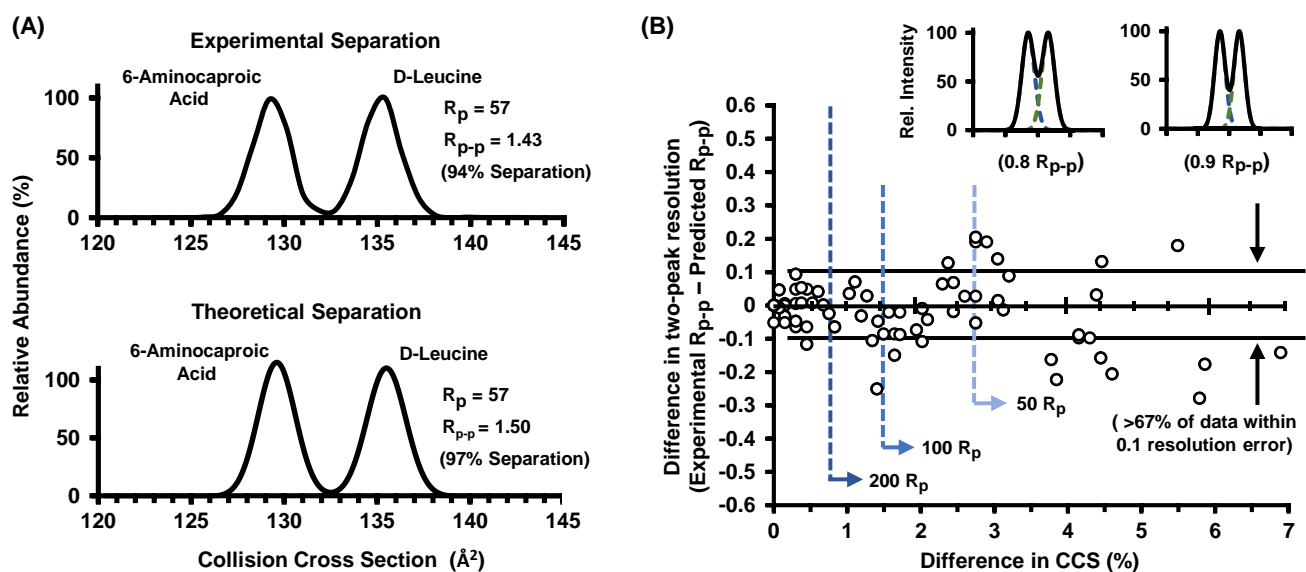 (A)
Experimental Separation
6-Aminocaproic
Acid
D-Leucine
Rp = 57
Rp-p = 1.43
(94% Separation)
100
50
0
120 125 130 135 140 145
Theoretical Separation
6-Aminocaproic
Acid
D-Leucine
Rp = 57
Rp-p = 1.50
(97% Separation)
100
50
0
120 125 130 135 140 145
Relative Abundance (%)
Collision Cross Section (Å²)
(B)
Rel. Intensity
100
50
0
(0.8 Rp-p)
100
50
0
(0.9 Rp-p)
Difference in two-peak resolution
(Experimental Rp-p − Predicted Rp-p)
0.6
0.5
0.4
0.3
0.2
0.1
0
-0.1
-0.2
-0.3
-0.4
-0.5
-0.6
50 Rp
100 Rp
200 Rp
( >67% of data within
0.1 resolution error)
0 1 2 3 4 5 6 7
Difference in CCS (%)